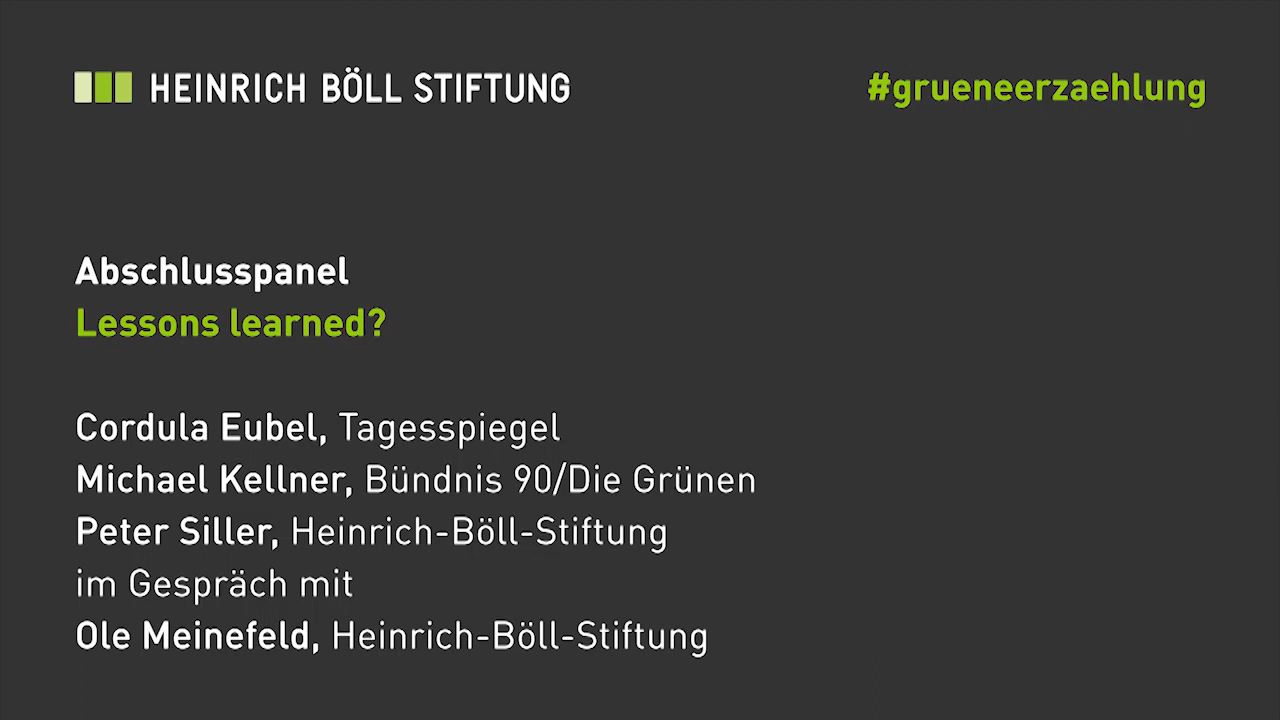 HEINRICH BÖLL STIFTUNG
#grueneerzaehlung
Abschlusspanel
Lessons learned?
Cordula Eubel, Tagesspiegel
Michael Kellner, Bündnis 90/Die Grünen
Peter Siller, Heinrich-Böll-Stiftung
im Gespräch mit
Ole Meinefeld, Heinrich-Böll-Stiftung